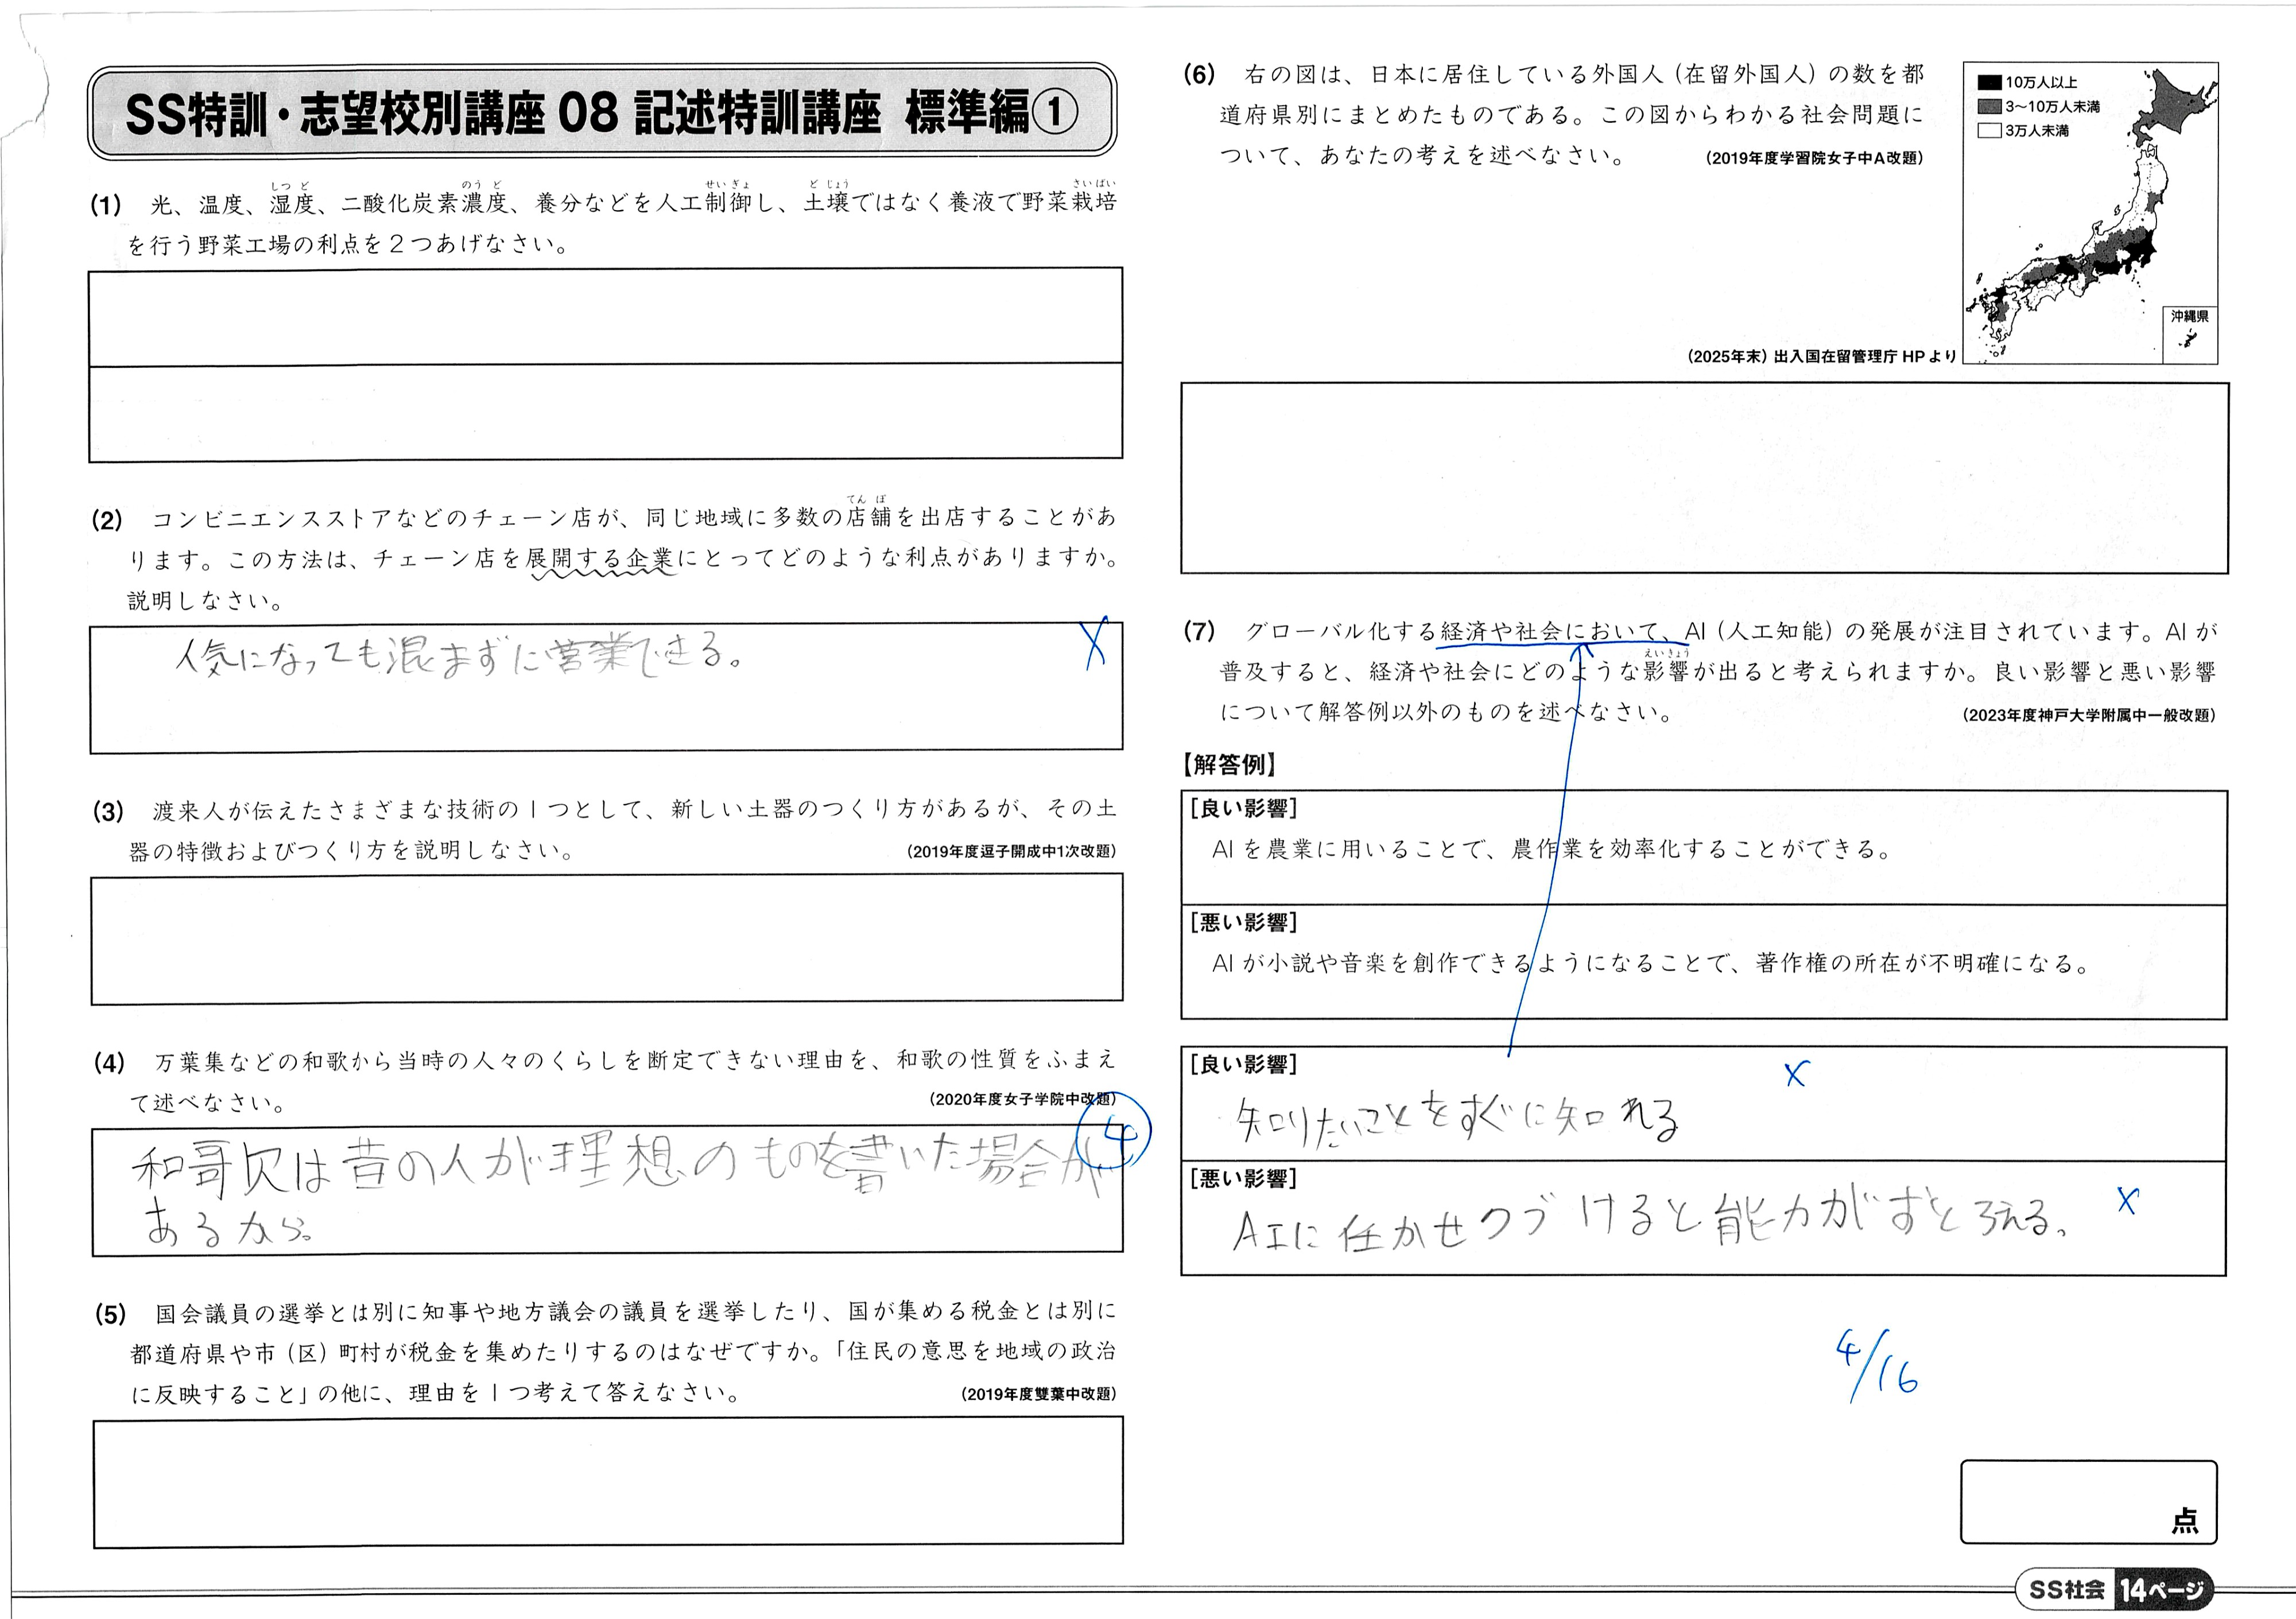 SS特訓・志望校別講座 08 記述特訓講座 標準編①
(1) 光、温度、湿度、二酸化炭素濃度、養分などを人工制御し、土壌ではなく養液で野菜栽培
を行う野菜工場の利点を2つあげなさい。
(2) コンビニエンスストアなどのチェーン店が、同じ地域に多数の店舗を出店することがあ
ります。この方法は、チェーン店を展開する企業にとってどのような利点がありますか。
説明しなさい。
人気になっても混まずに営業できる。
(3) 渡来人が伝えたさまざまな技術の1つとして、新しい土器のつくり方があるが、その土
器の特徴およびつくり方を説明しなさい。
(2019年度逗子開成中1次改題)
(4) 万葉集などの和歌から当時の人々のくらしを断定できない理由を、和歌の性質をふまえ
て述べなさい。
(2020年度女子学院中改題)
④
和歌は昔の人が理想のものを書いた場合が
あるから。
(5) 国会議員の選挙とは別に知事や地方議会の議員を選挙したり、国が集める税金とは別に
都道府県や市(区)町村が税金を集めたりするのはなぜですか。「住民の意思を地域の政治
に反映すること」の他に、理由を1つ考えて答えなさい。
(2019年度雙葉中改題)
(6) 右の図は、日本に居住している外国人(在留外国人)の数を都
道府県別にまとめたものである。この図からわかる社会問題に
ついて、あなたの考えを述べなさい。
(2019年度学習院女子中A改題)
10万人以上
3〜10万人未満
3万人未満
沖縄県
(2025年末)出入国在留管理庁HPより
(7) グローバル化する経済や社会において、AI(人工知能)の発展が注目されています。AIが
普及すると、経済や社会にどのような影響が出ると考えられますか。良い影響と悪い影響
について解答例以外のものを述べなさい。
(2023年度神戸大学附属中一般改題)
【解答例】
[良い影響]
AIを農業に用いることで、農作業を効率化することができる。
[悪い影響]
AIが小説や音楽を創作できるようになることで、著作権の所在が不明確になる。
[良い影響]
知りたいことをすぐに知れる
[悪い影響]
AIに任かせつづけると能力がおとろえる。
4/16
点
SS社会 14ページ